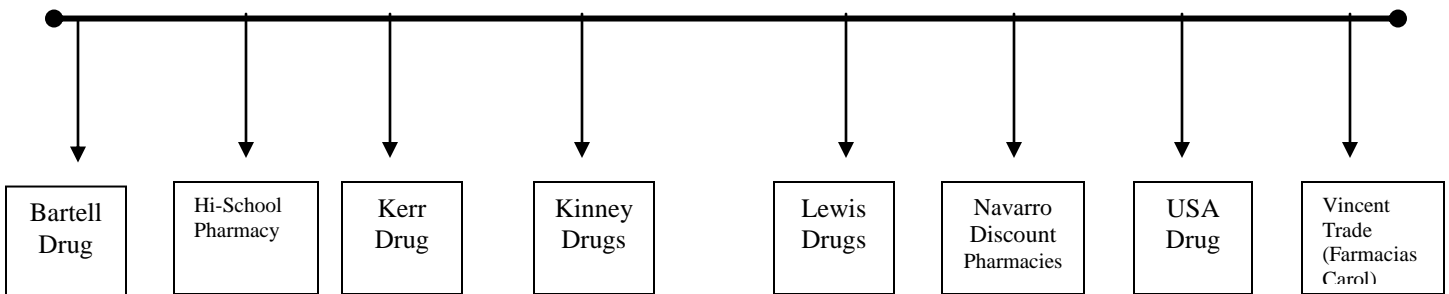 Bartell
Drug
Hi-School
Pharmacy
Kerr
Drug
Kinney
Drugs
Lewis
Drugs
Navarro
Discount
Pharmacies
USA
Drug
Vincent
Trade
(Farmacias
Carol)